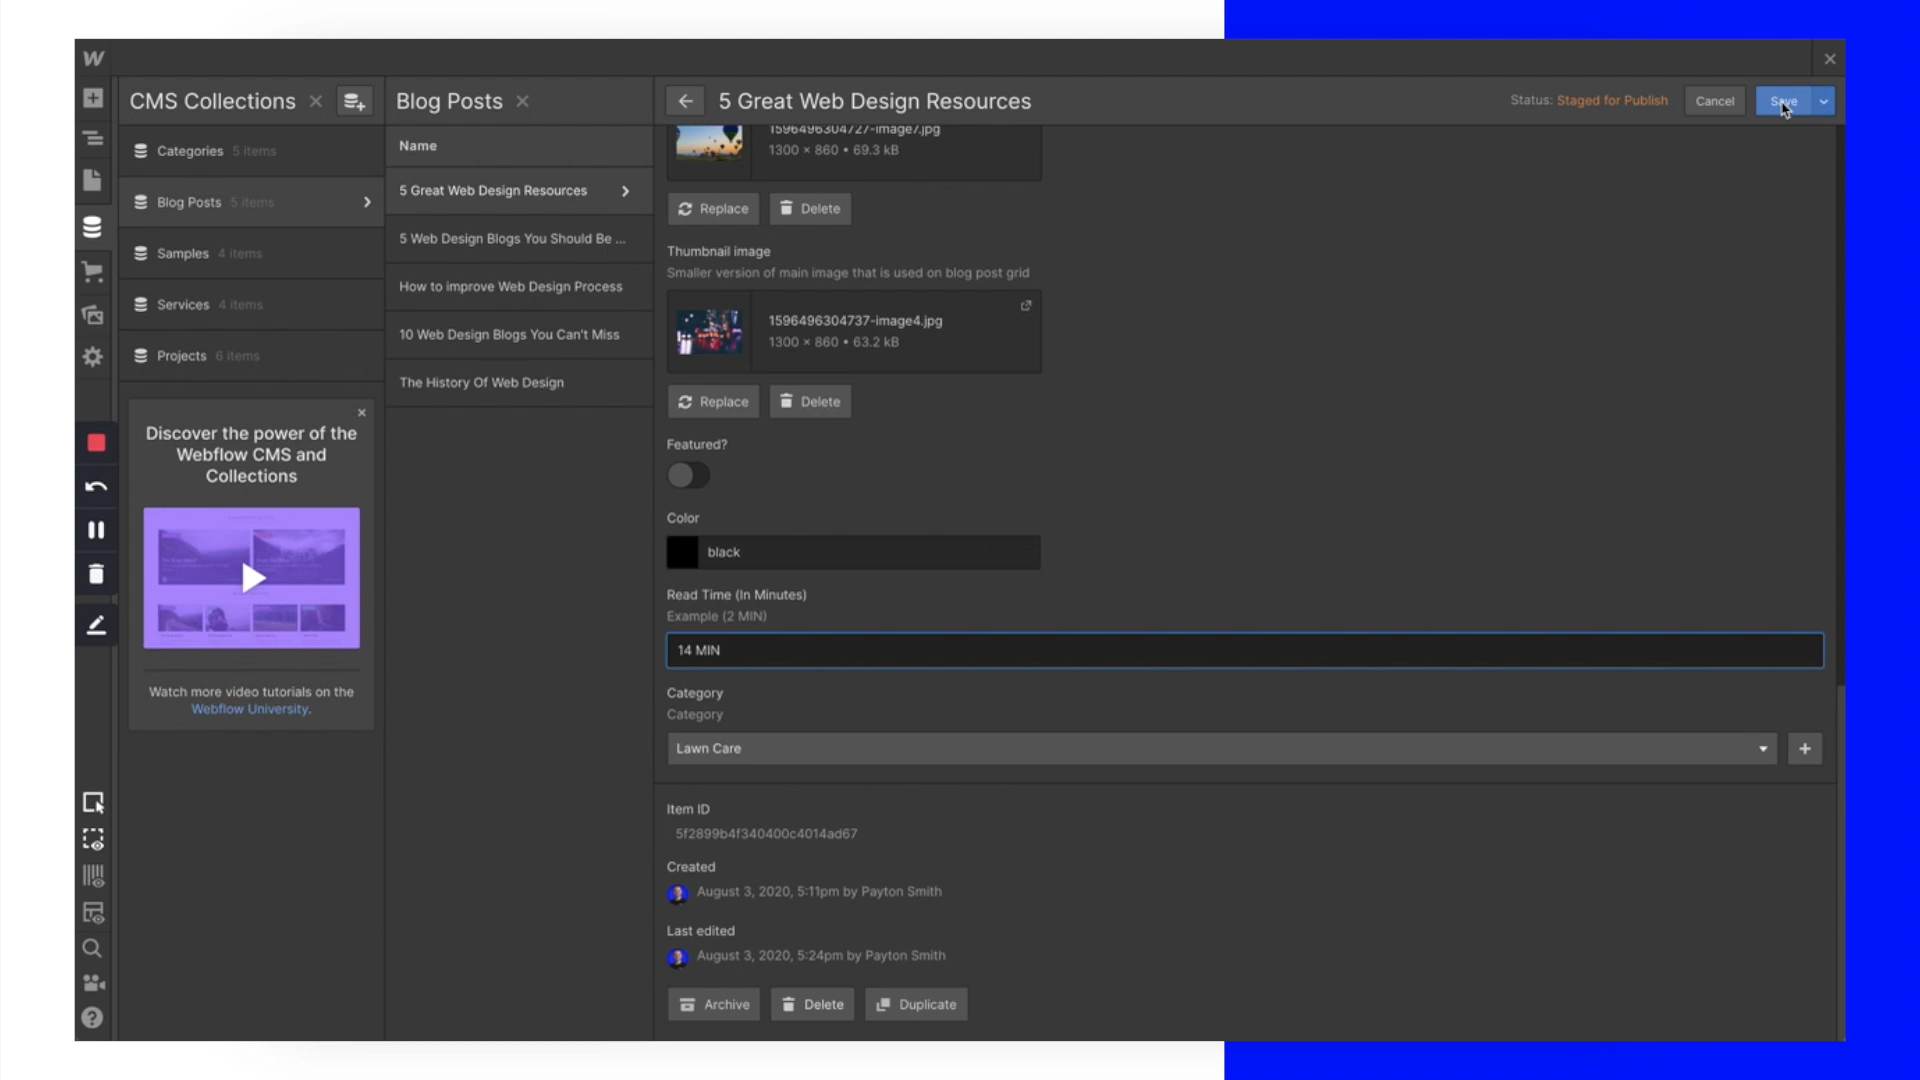 CMS Collections
Blog Posts
5 Great Web Design Resources
Status: Staged for Publish
Cancel
Save
Categories 5 items
Blog Posts 5 items
Samples 4 items
Services 4 items
Projects 6 items
Discover the power of the
Webflow CMS and
Collections
Watch more video tutorials on the
Webflow University.
Name
5 Great Web Design Resources
5 Web Design Blogs You Should Be ...
How to improve Web Design Process
10 Web Design Blogs You Can't Miss
The History Of Web Design
1596496304727-image7.jpg
1300 × 860 • 69.3 kB
Replace
Delete
Thumbnail image
Smaller version of main image that is used on blog post grid
1596496304737-image4.jpg
1300 × 860 • 63.2 kB
Replace
Delete
Featured?
Color
black
Read Time (In Minutes)
Example (2 MIN)
14 MIN
Category
Category
Lawn Care
Item ID
5f2899b4f340400c4014ad67
Created
August 3, 2020, 5:11pm by Payton Smith
Last edited
August 3, 2020, 5:24pm by Payton Smith
Archive
Delete
Duplicate